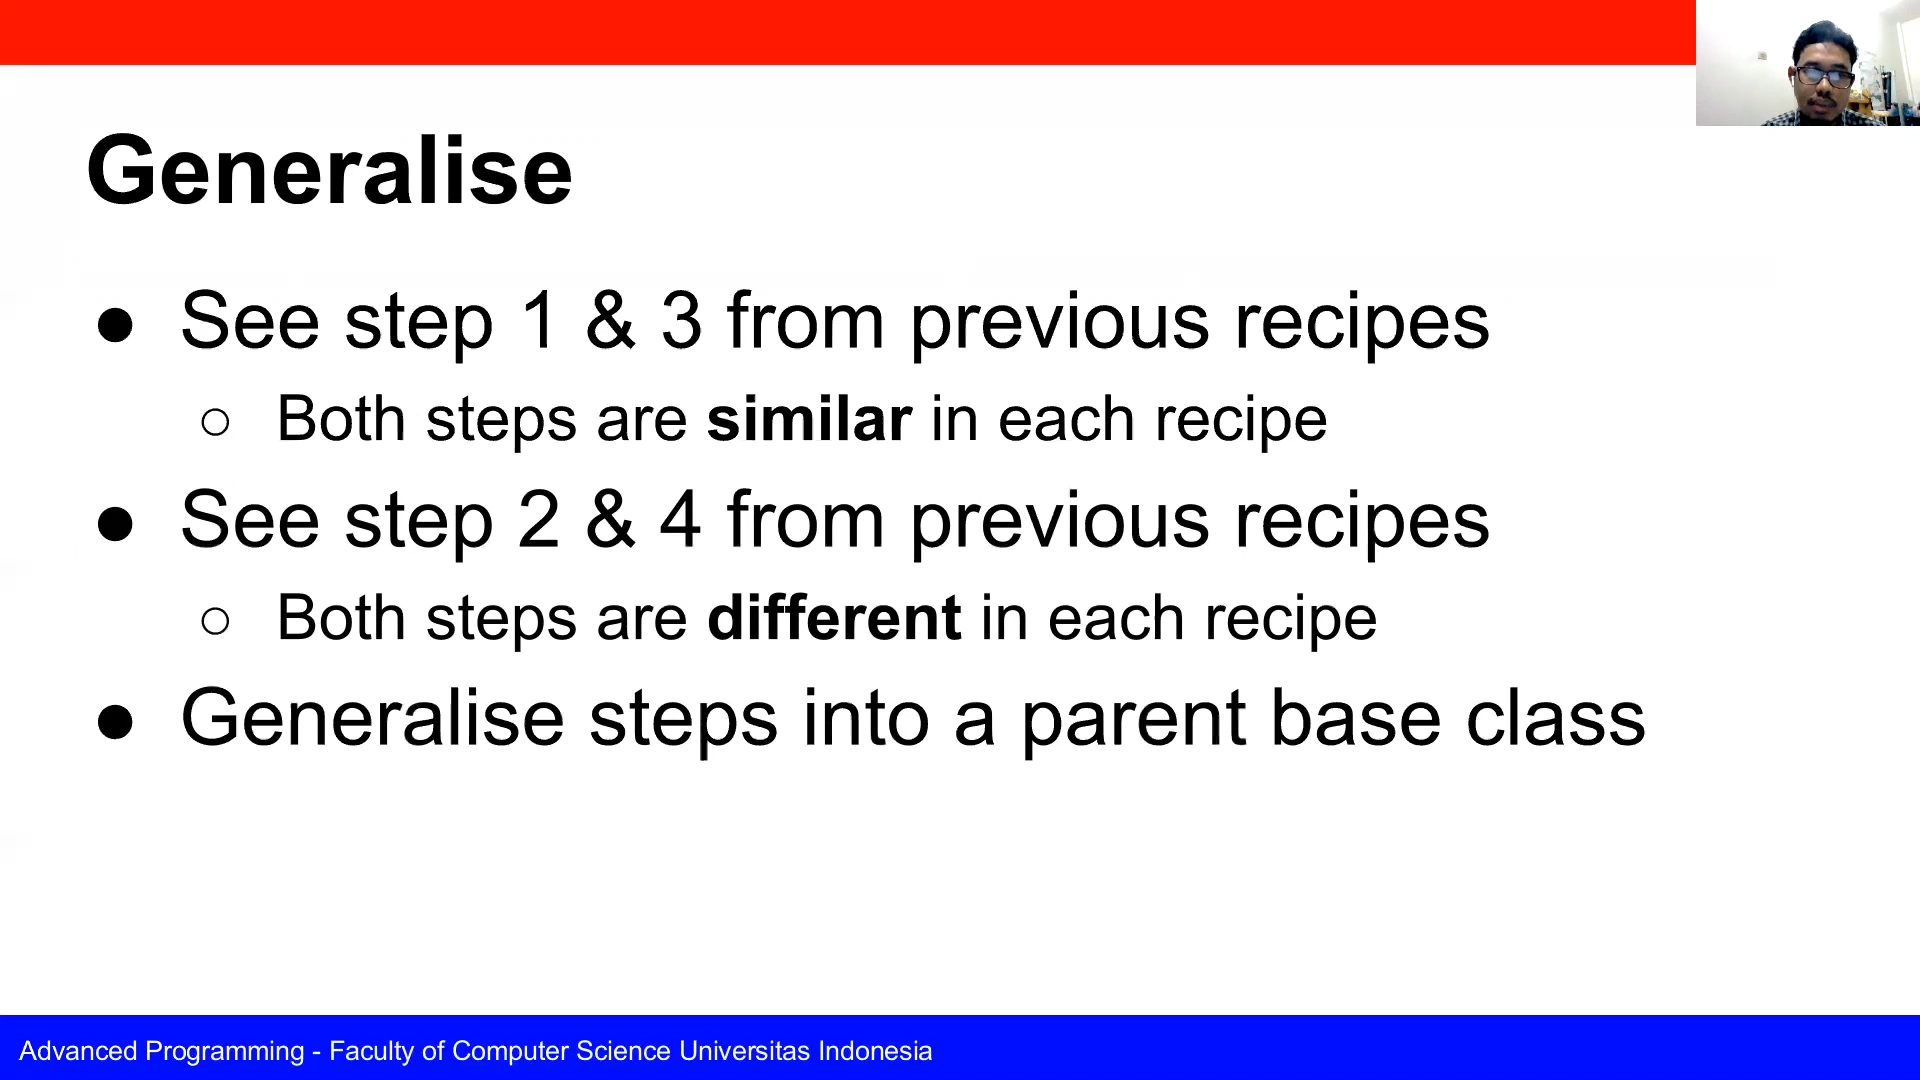 Generalise
● See step 1 & 3 from previous recipes
○ Both steps are similar in each recipe
● See step 2 & 4 from previous recipes
○ Both steps are different in each recipe
● Generalise steps into a parent base class
Advanced Programming - Faculty of Computer Science Universitas Indonesia